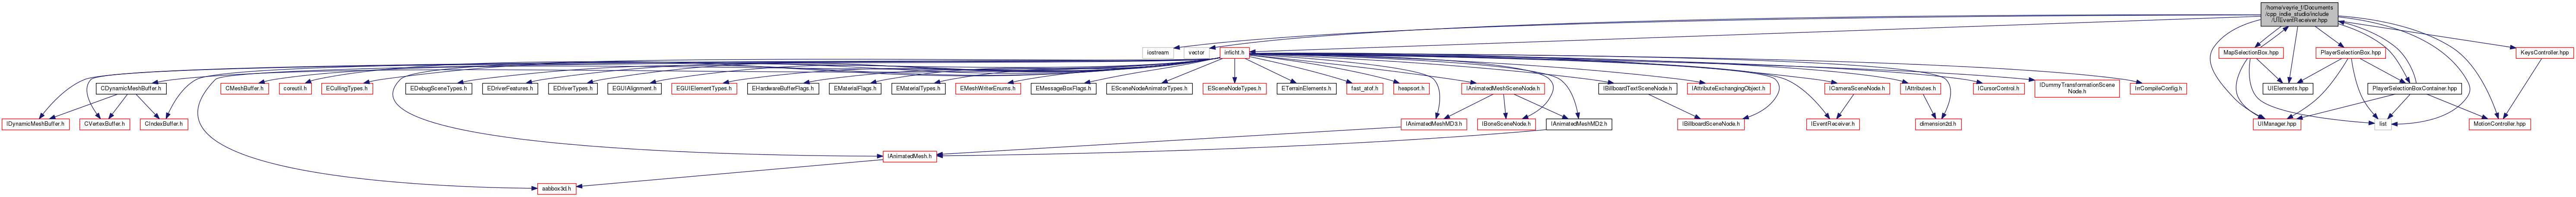 /home/veyrie_f/Documents
/cpp_indie_studio/include
/UIEventReceiver.hpp
iostream
vector
irrlicht.h
MapSelectionBox.hpp
PlayerSelectionBox.hpp
KeysController.hpp
CDynamicMeshBuffer.h
CMeshBuffer.h
coreutil.h
ECullingTypes.h
EDebugSceneTypes.h
EDriverFeatures.h
EDriverTypes.h
EGUIAlignment.h
EGUIElementTypes.h
EHardwareBufferFlags.h
EMaterialFlags.h
EMaterialTypes.h
EMeshWriterEnums.h
EMessageBoxFlags.h
ESceneNodeAnimatorTypes.h
ESceneNodeTypes.h
ETerrainElements.h
fast_atof.h
heapsort.h
IAnimatedMeshSceneNode.h
IBillboardTextSceneNode.h
IAttributeExchangingObject.h
ICameraSceneNode.h
IAttributes.h
ICursorControl.h
IDummyTransformationScene
Node.h
IrrCompileConfig.h
UIElements.hpp
PlayerSelectionBoxContainer.hpp
IDynamicMeshBuffer.h
CVertexBuffer.h
CIndexBuffer.h
IAnimatedMeshMD3.h
IBoneSceneNode.h
IAnimatedMeshMD2.h
IBillboardSceneNode.h
IEventReceiver.h
dimension2d.h
UIManager.hpp
list
MotionController.hpp
IAnimatedMesh.h
aabbox3d.h